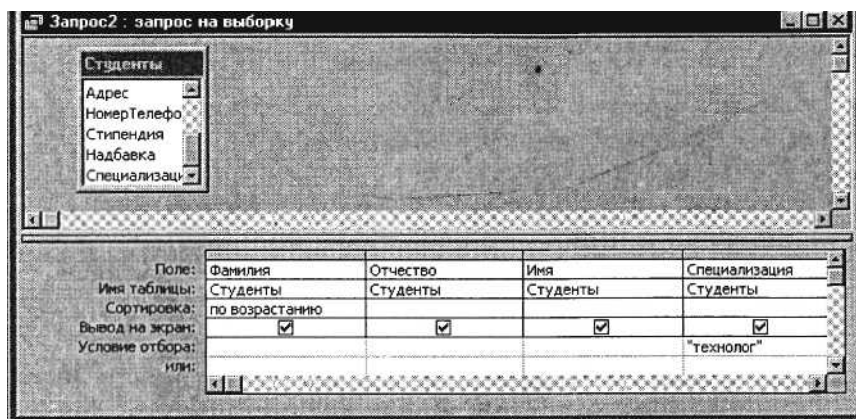 Запрос2 : запрос на выборку
Студенты
Адрес
НомерТелефо
Стипендия
Надбавка
Специализаци
Поле: Фамилия Отчество Имя Специализация
Имя таблицы: Студенты Студенты Студенты Студенты
Сортировка: по возрастанию
Вывод на экран:
Условие отбора: "технолог"
или: